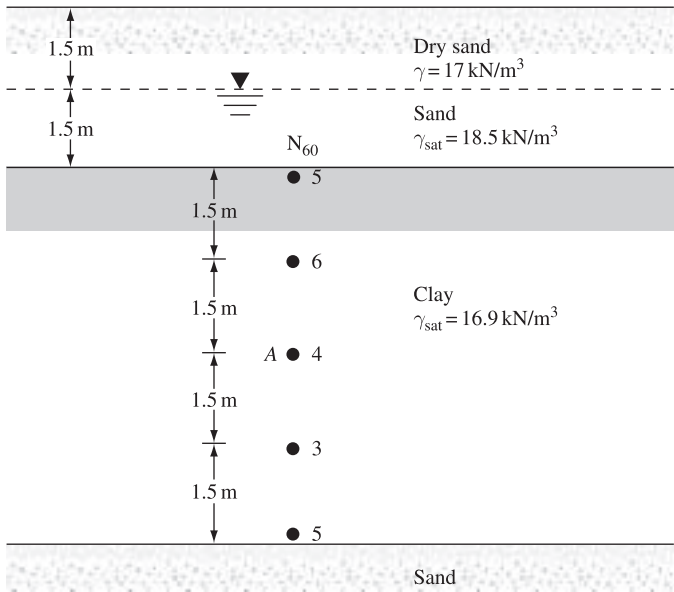 1.5 m
Dry sand
γ = 17 kN/m³
1.5 m
Sand
γsat = 18.5 kN/m³
N60
5
1.5 m
6
Clay
γsat = 16.9 kN/m³
1.5 m
A 4
1.5 m
3
1.5 m
5
Sand